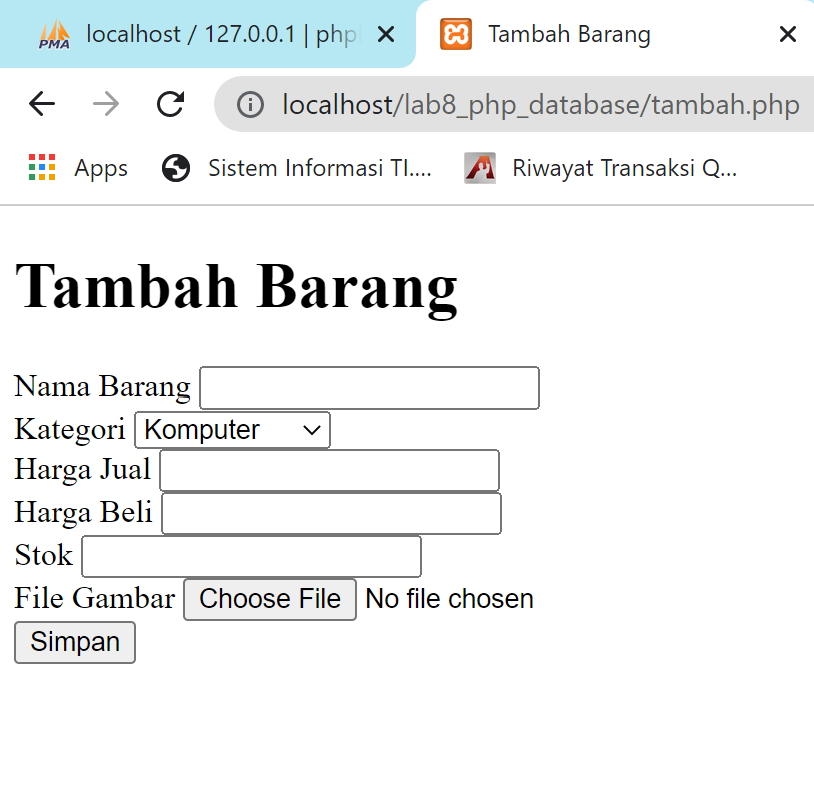 PMA localhost / 127.0.0.1 | php Tambah Barang
localhost/lab8_php_database/tambah.php
Apps Sistem Informasi TI.... Riwayat Transaksi Q...
Tambah Barang
Nama Barang
Kategori Komputer
Harga Jual
Harga Beli
Stok
File Gambar Choose File No file chosen
Simpan